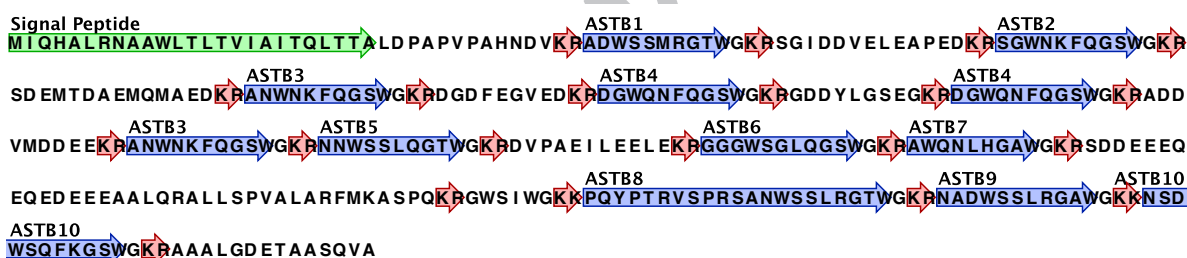 Signal Peptide ASTB1 ASTB2
MIQHALRNAAWLTLTVIAITQLTTALDPAPVPAHNDVKRADWSSMRGTWGKRSGIDDVELEAPEDKRSGWNKFQGSWGKR
ASTB3 ASTB4 ASTB4
SDEMTDAEMQMAEDKRANWNKFQGSWGKRDGDFEGVEDKRDGWQNFQGSWGKRGDDYLGSEGKRDGWQNFQGSWGKRADD
ASTB3 ASTB5 ASTB6 ASTB7
VMDDEEKRANWNKFQGSWGKRNNWSSLQGTWGKRDVPAEILEELEKRGGGWSGLQGSWGKRAWQNLHGAWGKRSDDEEEQ
ASTB8 ASTB9 ASTB10
EQEDEEEAALQRALLSPVALARFMKASPQKRGWSIWGKKPQYPTRVSPRSANWSSLRGTWGKRNADWSSLRGAWGKKNSD
ASTB10
WSQFKGSWGKRAAALGDETAASQVA